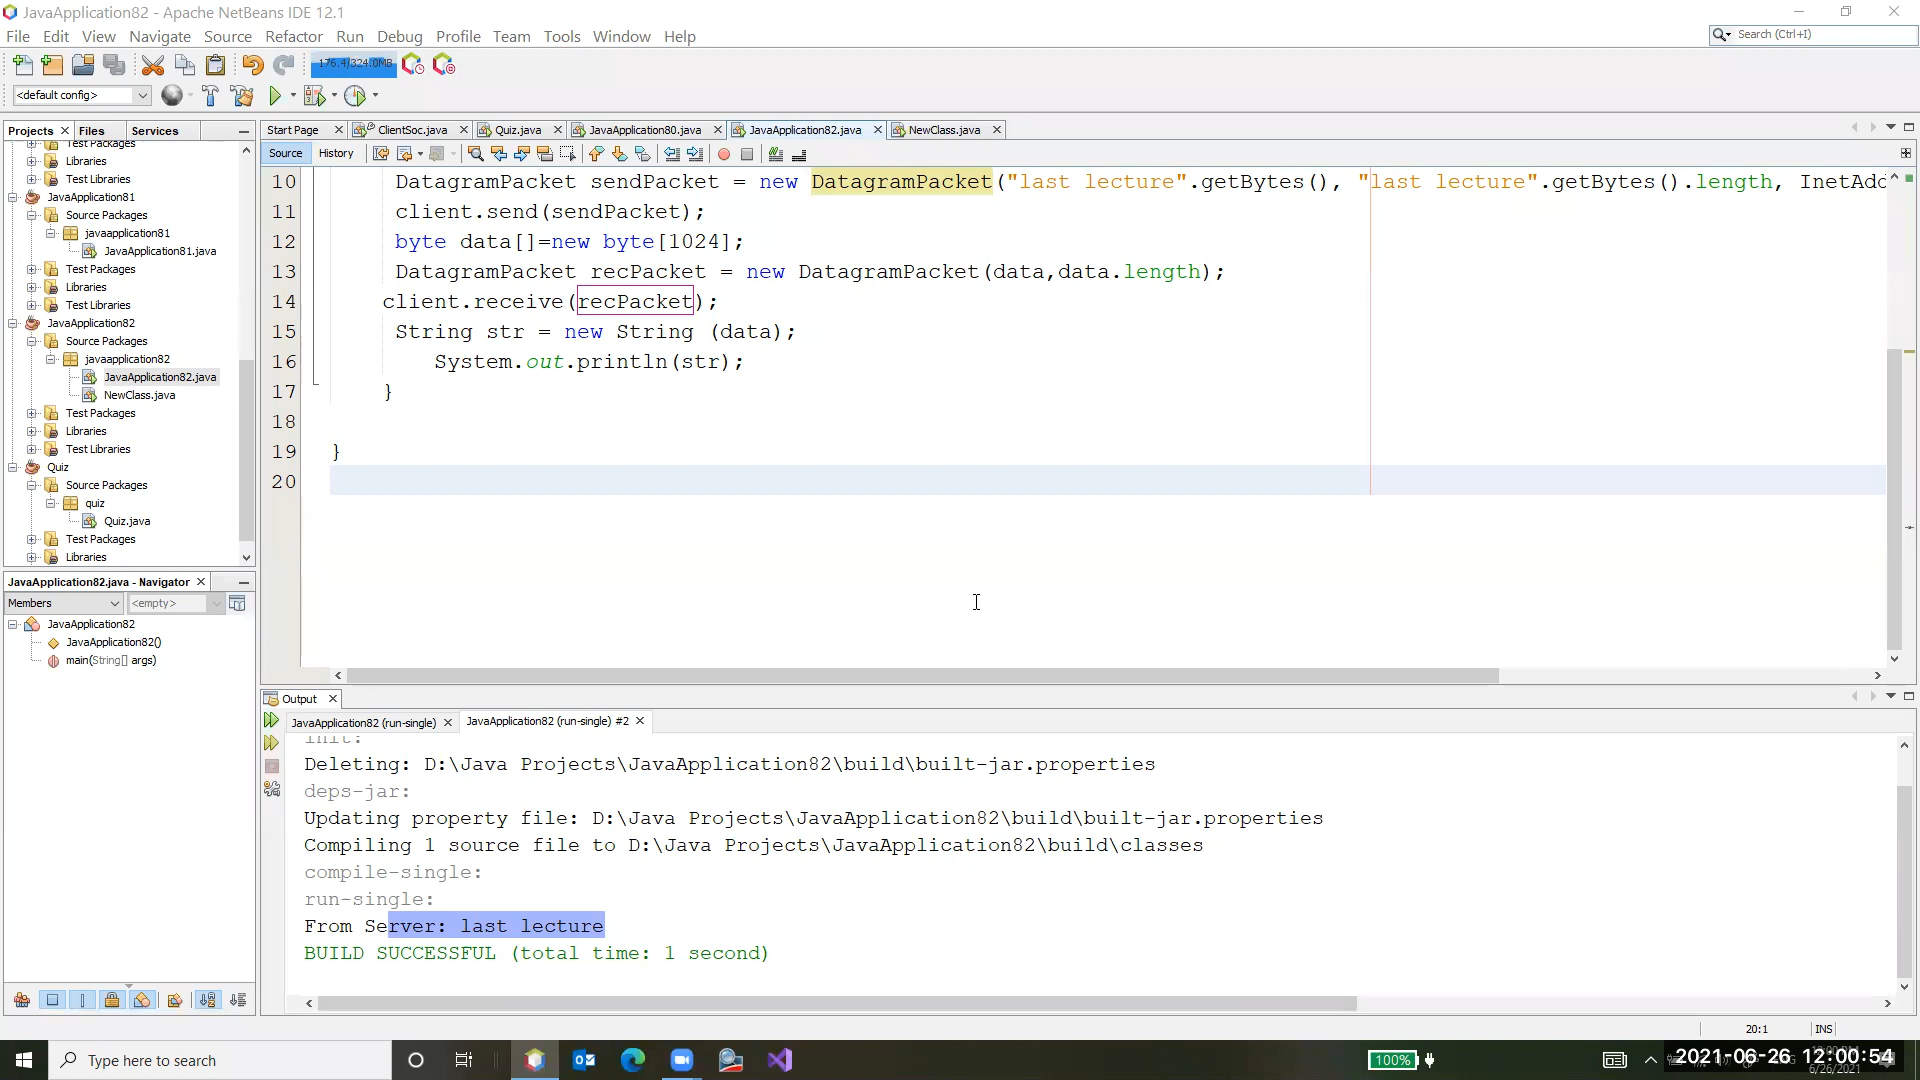 JavaApplication82 - Apache NetBeans IDE 12.1
File Edit View Navigate Source Refactor Run Debug Profile Team Tools Window Help
Search (Ctrl+I)
176.4/324.0MB
<default config>
Projects Files Services
Start Page ClientSoc.java Quiz.java JavaApplication80.java JavaApplication82.java NewClass.java
Source History
Test Packages
Libraries
Test Libraries
JavaApplication81
Source Packages
javaapplication81
JavaApplication81.java
Test Packages
Libraries
Test Libraries
JavaApplication82
Source Packages
javaapplication82
JavaApplication82.java
NewClass.java
Test Packages
Libraries
Test Libraries
Quiz
Source Packages
quiz
Quiz.java
Test Packages
Libraries
10 DatagramPacket sendPacket = new DatagramPacket("last lecture".getBytes(), "last lecture".getBytes().length, InetAdd
11 client.send(sendPacket);
12 byte data[]=new byte[1024];
13 DatagramPacket recPacket = new DatagramPacket(data,data.length);
14 client.receive(recPacket);
15 String str = new String (data);
16 System.out.println(str);
17 }
18
19 }
20
JavaApplication82.java - Navigator
Members <empty>
JavaApplication82
JavaApplication82()
main(String[] args)
Output
JavaApplication82 (run-single) JavaApplication82 (run-single) #2
init:
Deleting: D:\Java Projects\JavaApplication82\build\built-jar.properties
deps-jar:
Updating property file: D:\Java Projects\JavaApplication82\build\built-jar.properties
Compiling 1 source file to D:\Java Projects\JavaApplication82\build\classes
compile-single:
run-single:
From Server: last lecture
BUILD SUCCESSFUL (total time: 1 second)
20:1 INS
Type here to search
100%
2021-06-26 12:00:54
6/26/2021